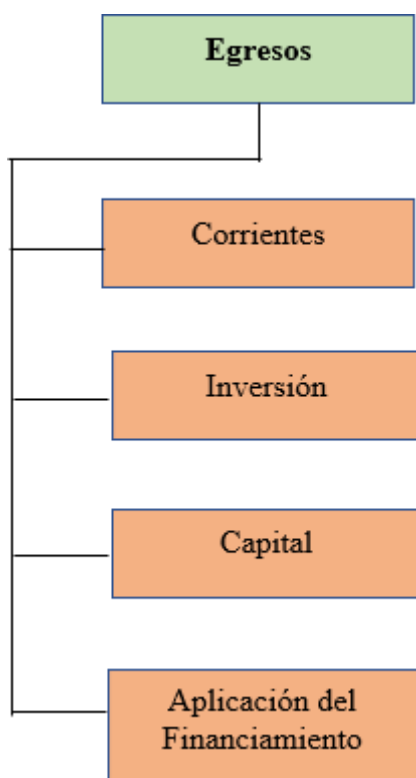 Egresos
Corrientes
Inversión
Capital
Aplicación del
Financiamiento